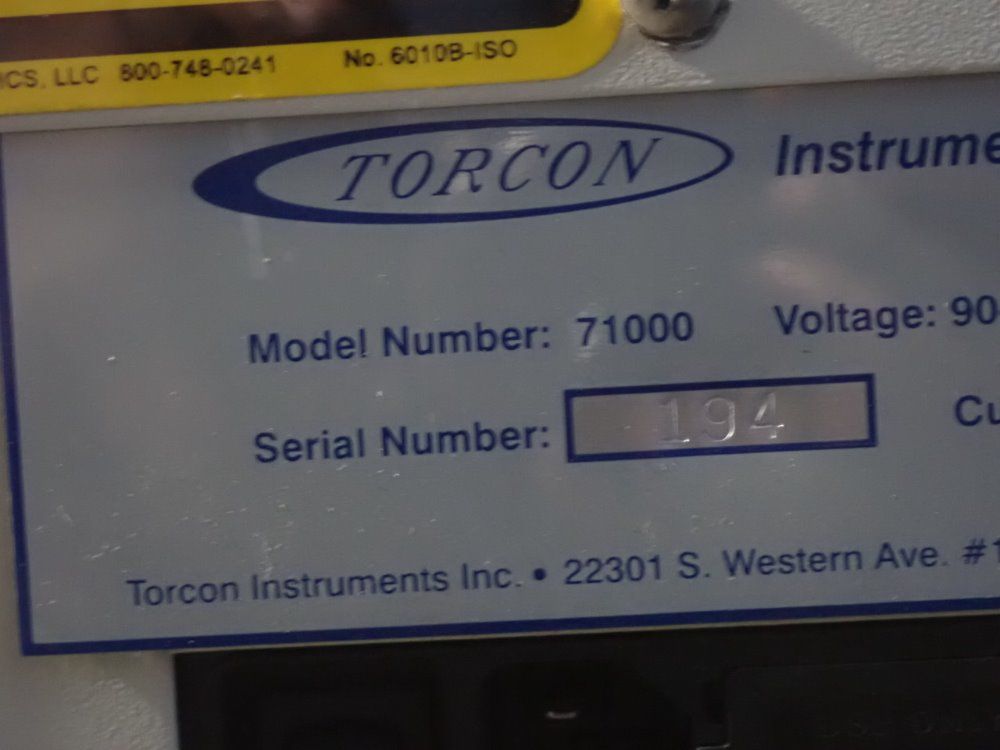 ICS, LLC 800-748-0241 No. 6010B-ISO
TORCON Instrume
Model Number: 71000 Voltage: 90
Serial Number: 194 Cu
Torcon Instruments Inc. • 22301 S. Western Ave. #1